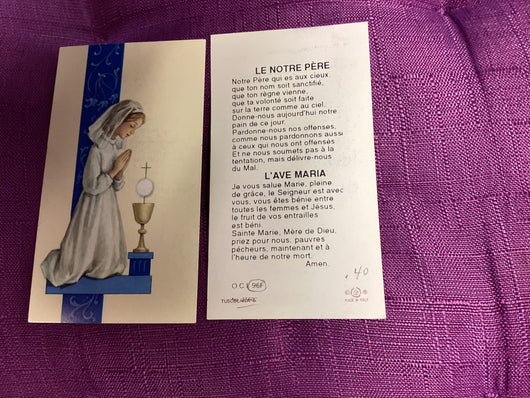 LE NOTRE PÈRE
Notre Père qui es aux cieux,
que ton nom soit sanctifié,
que ton règne vienne,
que ta volonté soit faite
sur la terre comme au ciel.
Donne-nous aujourd'hui notre
pain de ce jour.
Pardonne-nous nos offenses,
comme nous pardonnons aussi
à ceux qui nous ont offensés
Et ne nous soumets pas à la
tentation, mais délivre-nous
du Mal.
L'AVE MARIA
Je vous salue Marie, pleine
de grâce, le Seigneur est avec
vous, vous êtes bénie entre
toutes les femmes et Jésus,
le fruit de vos entrailles
est béni.
Sainte Marie, Mère de Dieu,
priez pour nous, pauvres
pécheurs, maintenant et à
l'heure de notre mort.
Amen.
.40
96F
MADE IN ITALY